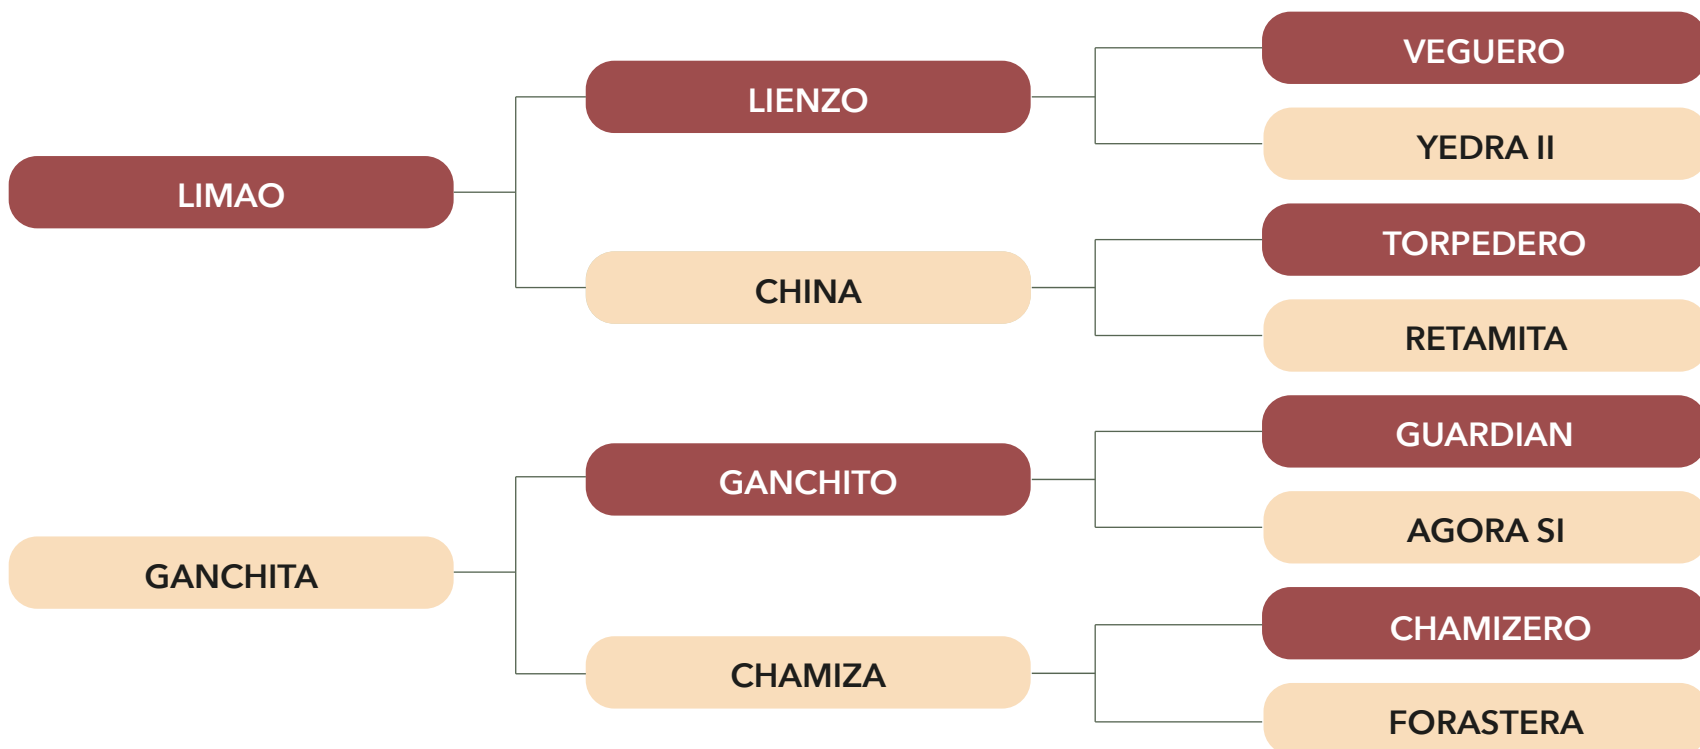 VEGUERO
LIENZO
YEDRA II
LIMAO
TORPEDERO
CHINA
RETAMITA
GUARDIAN
GANCHITO
AGORA SI
GANCHITA
CHAMIZERO
CHAMIZA
FORASTERA